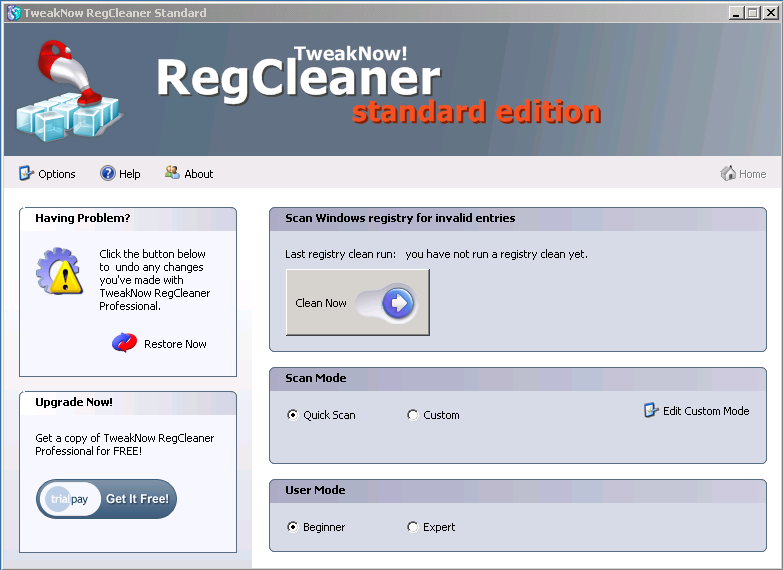 TweakNow RegCleaner Standard
TweakNow!
RegCleaner
standard edition
Options Help About Home
Having Problem?
Click the button below
to undo any changes
you've made with
TweakNow RegCleaner
Professional.
Restore Now
Upgrade Now!
Get a copy of TweakNow RegCleaner
Professional for FREE!
trialpay Get It Free!
Scan Windows registry for invalid entries
Last registry clean run: you have not run a registry clean yet.
Clean Now
Scan Mode
Quick Scan Custom Edit Custom Mode
User Mode
Beginner Expert